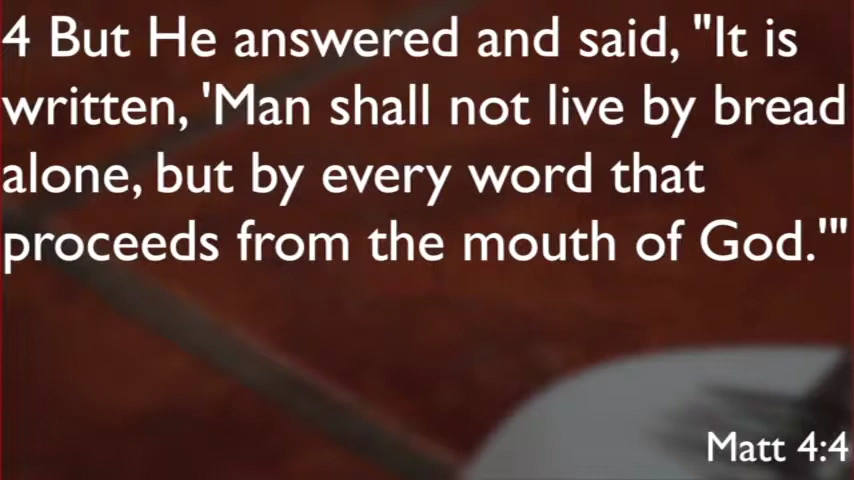 4 But He answered and said, "It is
written, 'Man shall not live by bread
alone, but by every word that
proceeds from the mouth of God.'"
Matt 4:4